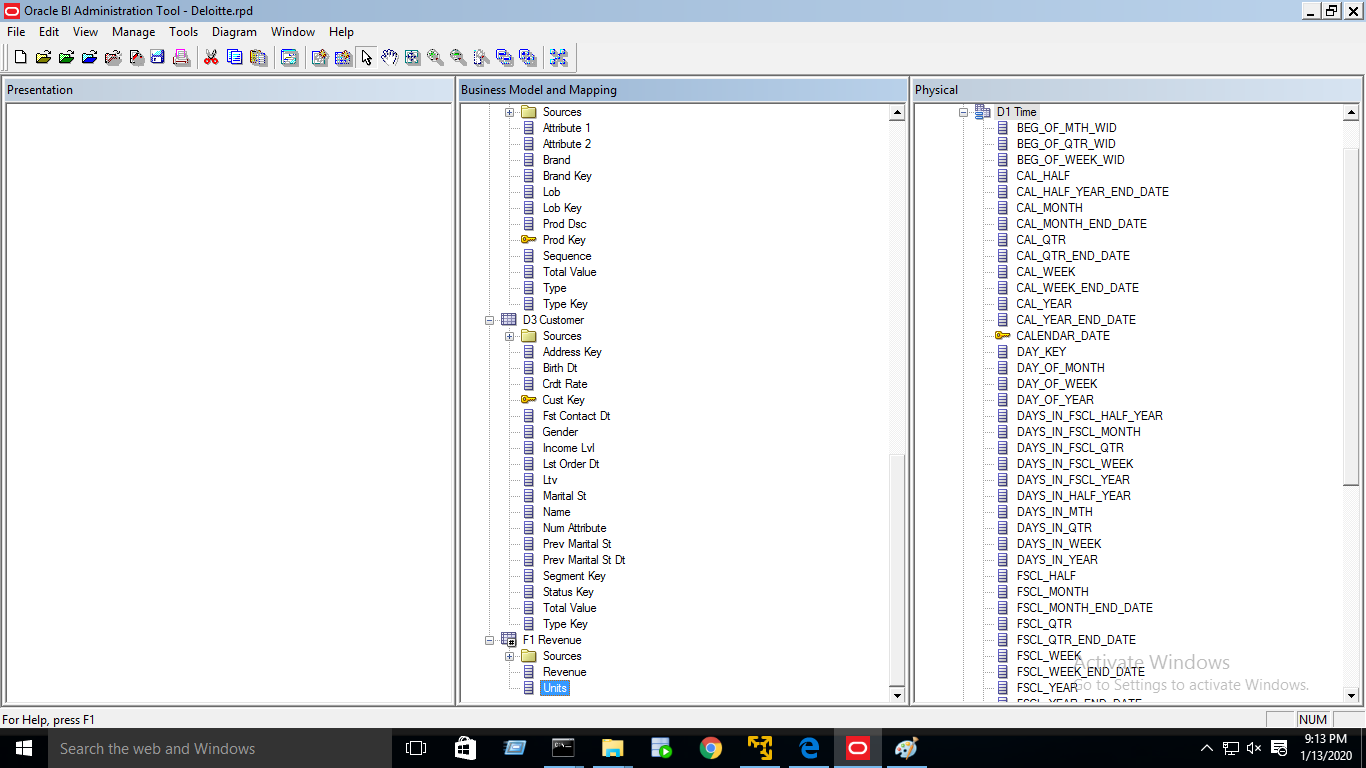 Oracle BI Administration Tool - Deloitte.rpd
File Edit View Manage Tools Diagram Window Help
Presentation
Business Model and Mapping
Sources
Attribute 1
Attribute 2
Brand
Brand Key
Lob
Lob Key
Prod Dsc
Prod Key
Sequence
Total Value
Type
Type Key
D3 Customer
Sources
Address Key
Birth Dt
Crdt Rate
Cust Key
Fst Contact Dt
Gender
Income Lvl
Lst Order Dt
Ltv
Marital St
Name
Num Attribute
Prev Marital St
Prev Marital St Dt
Segment Key
Status Key
Total Value
Type Key
F1 Revenue
Sources
Revenue
Units
Physical
D1 Time
BEG_OF_MTH_WID
BEG_OF_QTR_WID
BEG_OF_WEEK_WID
CAL_HALF
CAL_HALF_YEAR_END_DATE
CAL_MONTH
CAL_MONTH_END_DATE
CAL_QTR
CAL_QTR_END_DATE
CAL_WEEK
CAL_WEEK_END_DATE
CAL_YEAR
CAL_YEAR_END_DATE
CALENDAR_DATE
DAY_KEY
DAY_OF_MONTH
DAY_OF_WEEK
DAY_OF_YEAR
DAYS_IN_FSCL_HALF_YEAR
DAYS_IN_FSCL_MONTH
DAYS_IN_FSCL_QTR
DAYS_IN_FSCL_WEEK
DAYS_IN_FSCL_YEAR
DAYS_IN_HALF_YEAR
DAYS_IN_MTH
DAYS_IN_QTR
DAYS_IN_WEEK
DAYS_IN_YEAR
FSCL_HALF
FSCL_MONTH
FSCL_MONTH_END_DATE
FSCL_QTR
FSCL_QTR_END_DATE
FSCL_WEEK
FSCL_WEEK_END_DATE
FSCL_YEAR
FSCL_YEAR_END_DATE
Activate Windows
Go to Settings to activate Windows.
For Help, press F1
NUM
Search the web and Windows
9:13 PM
1/13/2020